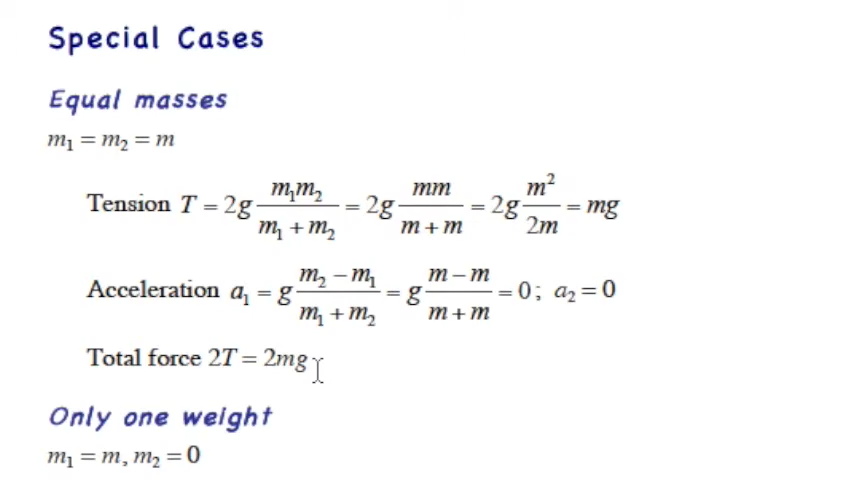 Special Cases
Equal masses
m₁ = m₂ = m
Tension T = 2g m₁m₂/(m₁ + m₂) = 2g mm/(m + m) = 2g m²/2m = mg
Acceleration a₁ = g (m₂ − m₁)/(m₁ + m₂) = g (m − m)/(m + m) = 0; a₂ = 0
Total force 2T = 2mg
Only one weight
m₁ = m, m₂ = 0